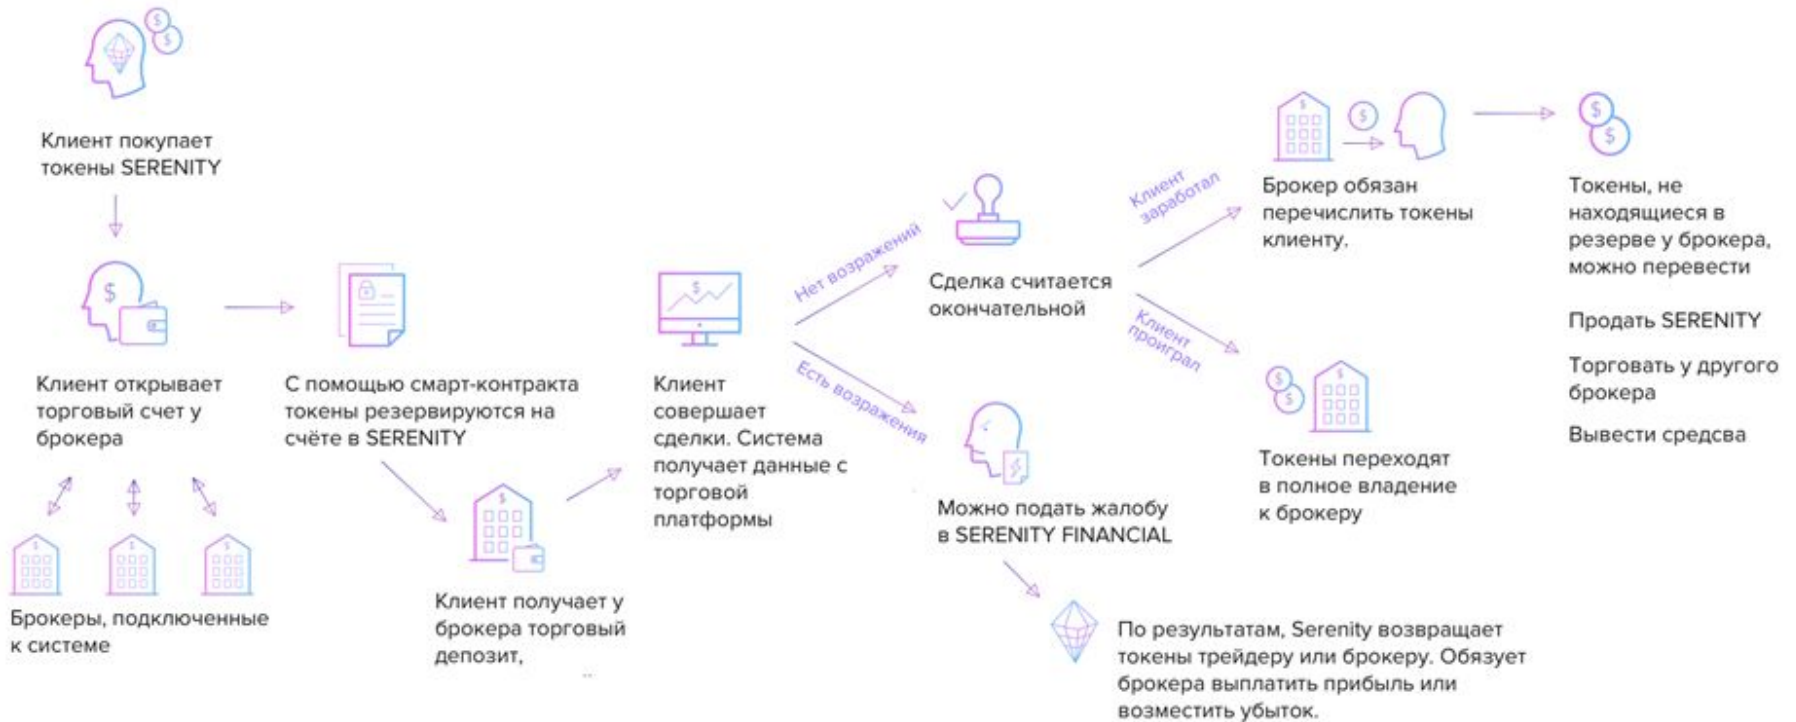 Клиент покупает
токены SERENITY
Клиент открывает
торговый счет у
брокера
Брокеры, подключенные
к системе
С помощью смарт-контракта
токены резервируются на
счёте в SERENITY
Клиент получает у
брокера торговый
депозит,
Клиент
совершает
сделки. Система
получает данные с
торговой
платформы
Нет возражений
Есть возражения
Сделка считается
окончательной
Можно подать жалобу
в SERENITY FINANCIAL
По результатам, Serenity возвращает
токены трейдеру или брокеру. Обязует
брокера выплатить прибыль или
возместить убыток.
Клиент
заработал
Клиент
проиграл
Брокер обязан
перечислить токены
клиенту.
Токены переходят
в полное владение
к брокеру
Токены, не
находящиеся в
резерве у брокера,
можно перевести
Продать SERENITY
Торговать у другого
брокера
Вывести средсва